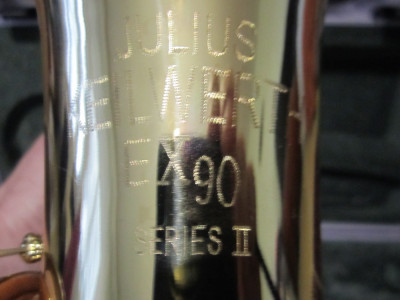 JULIUS
KEILWERTH
EX90
SERIES II